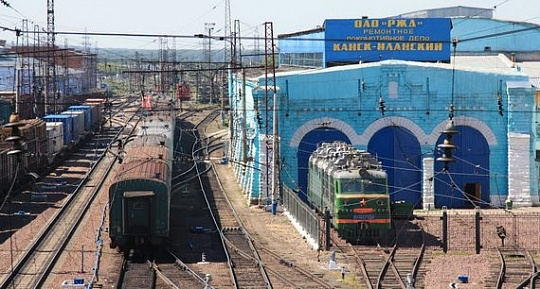 ОАО "РЖД"
РЕМОНТНОЕ
ЛОКОМОТИВНОЕ ДЕПО
КАНСК-ИЛАНСКИЙ